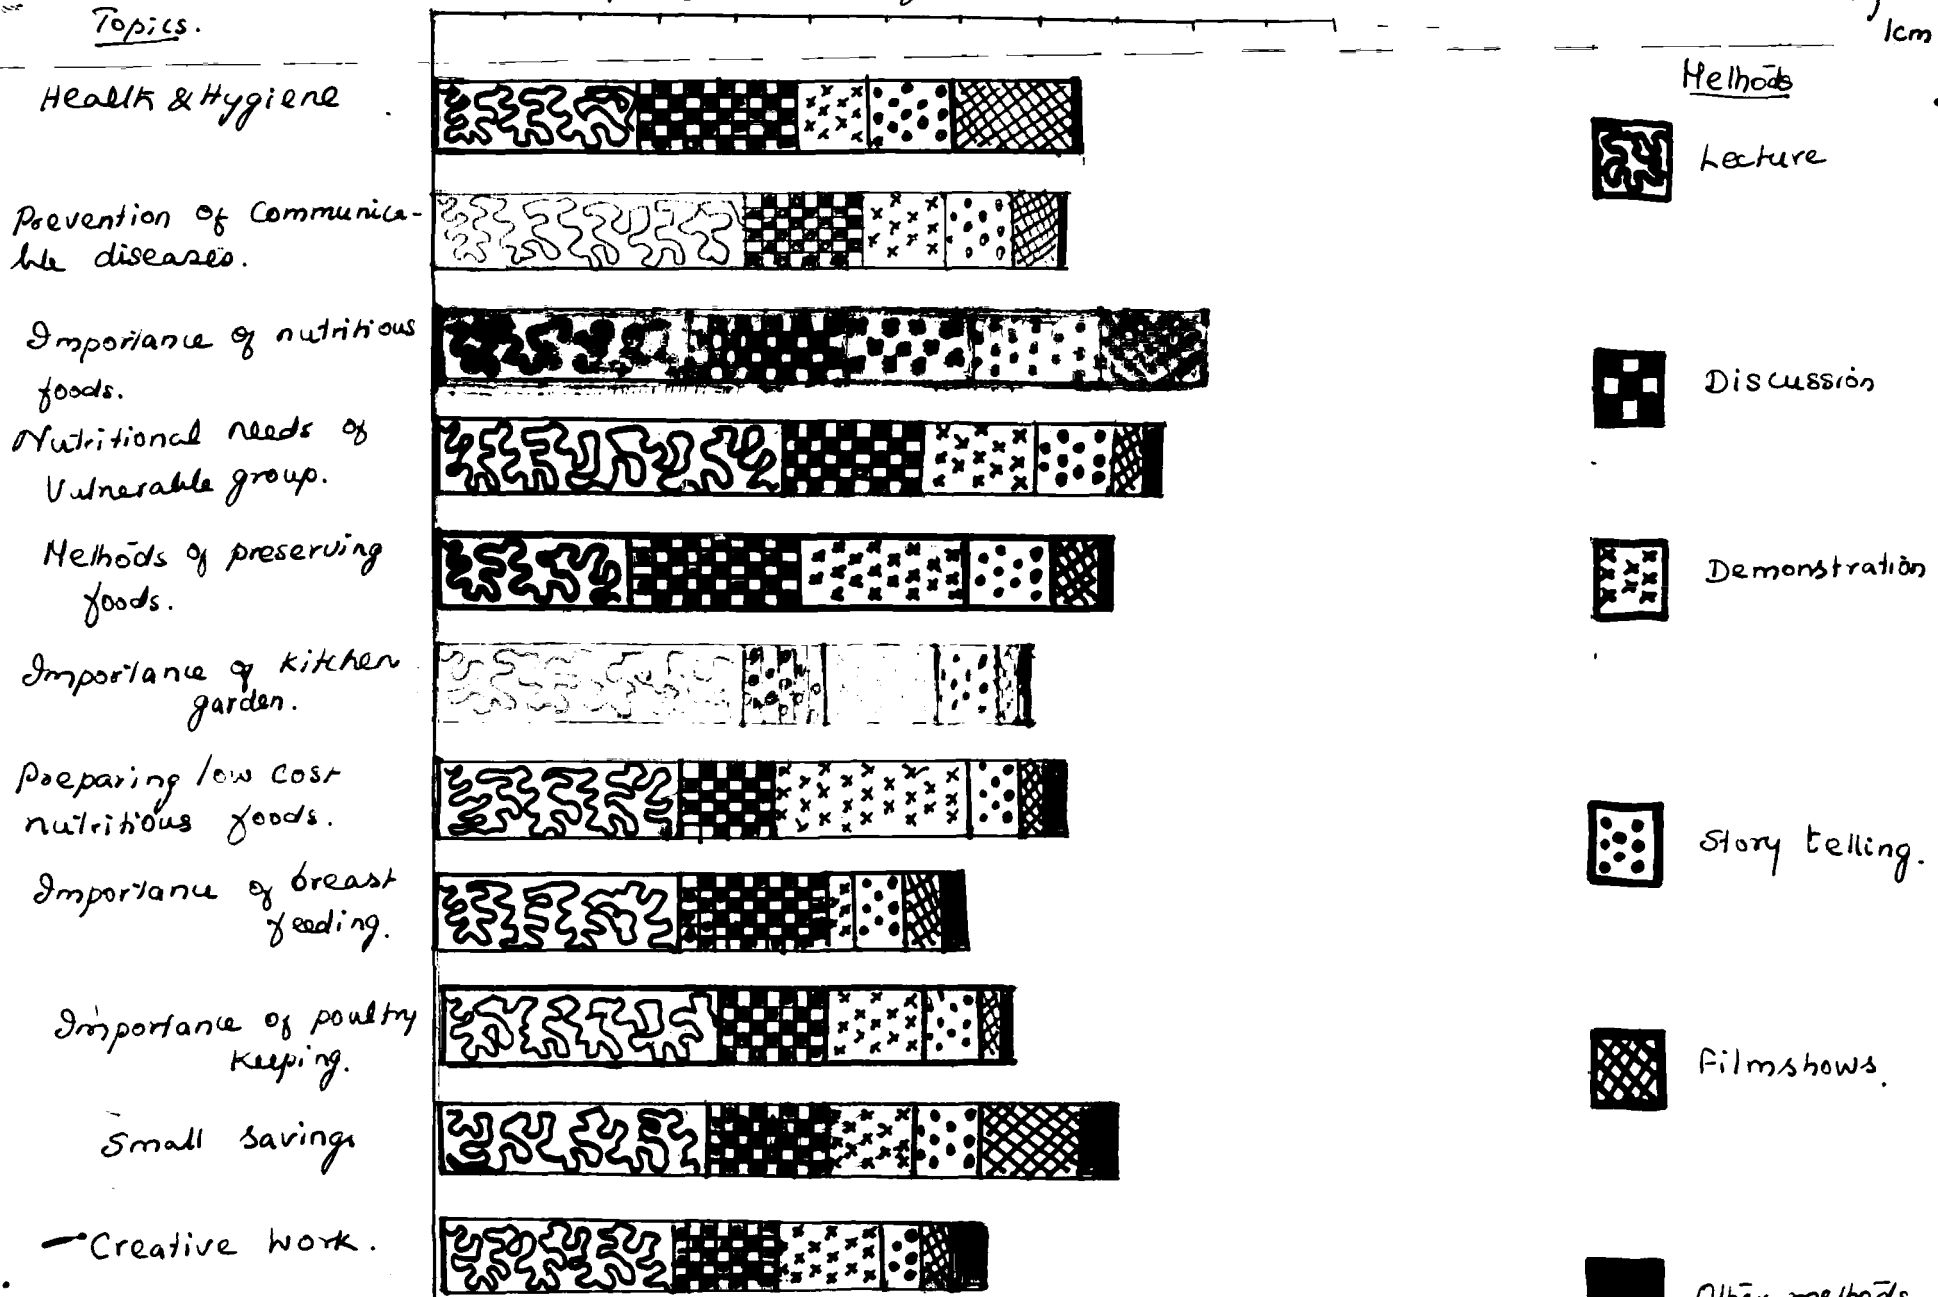 Topics.
1cm
Health & Hygiene
Prevention of Communica-
ble diseases.
Importance of nutritious
foods.
Nutritional needs of
Vulnerable group.
Methods of preserving
foods.
Importance of kitchen
garden.
Preparing low cost
nutritious foods.
Importance of breast
feeding.
Importance of poultry
keeping.
Small savings
Creative work.
Methods
Lecture
Discussion
Demonstration
Story telling.
Filmshows.
Other methods